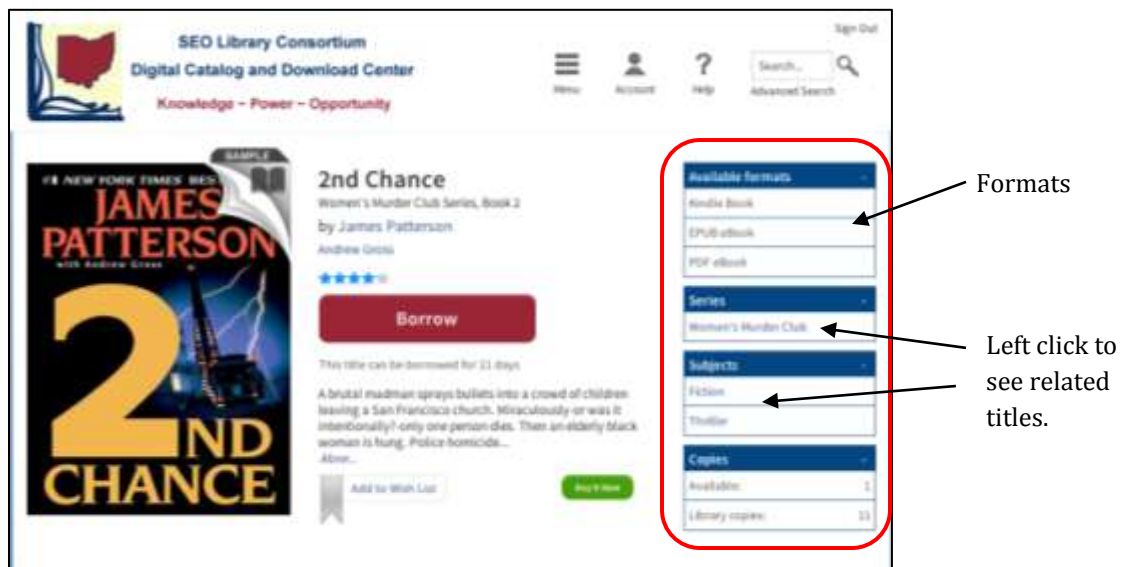 SEO Library Consortium
Digital Catalog and Download Center
Knowledge – Power – Opportunity
Sign Out
Menu
Account
?
Help
Search...
Advanced Search
SAMPLE
#1 NEW YORK TIMES BES
JAMES
PATTERSON
with Andrew Gross
2
ND
CHANCE
2nd Chance
Women's Murder Club Series, Book 2
by James Patterson
Andrew Gross
Borrow
This title can be borrowed for 21 days
A brutal madman sprays bullets into a crowd of children
leaving a San Francisco church. Miraculously-or was it
intentionally?-only one person dies. Then an elderly black
woman is hung. Police homicide...
More...
Add to Wish List
Buy It Now
Available formats -
Kindle Book
EPUB eBook
PDF eBook
Series -
Women's Murder Club
Subjects -
Fiction
Thriller
Copies -
Available: 1
Library copies: 11
Formats
Left click to
see related
titles.